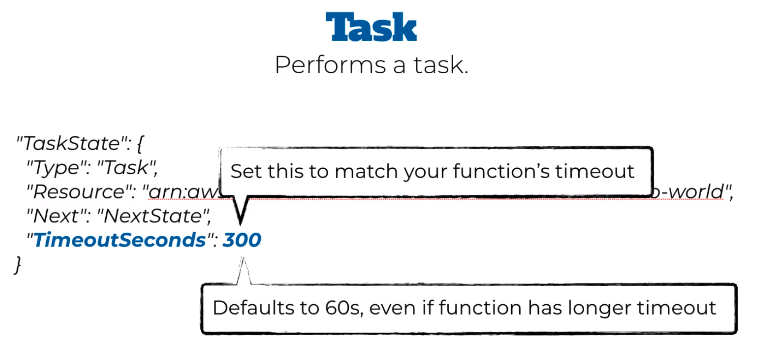 Task
Performs a task.
"TaskState": {
"Type": "Task",
Set this to match your function's timeout
"Resource": "arn:aw o-world",
"Next": "NextState",
"TimeoutSeconds": 300
}
Defaults to 60s, even if function has longer timeout